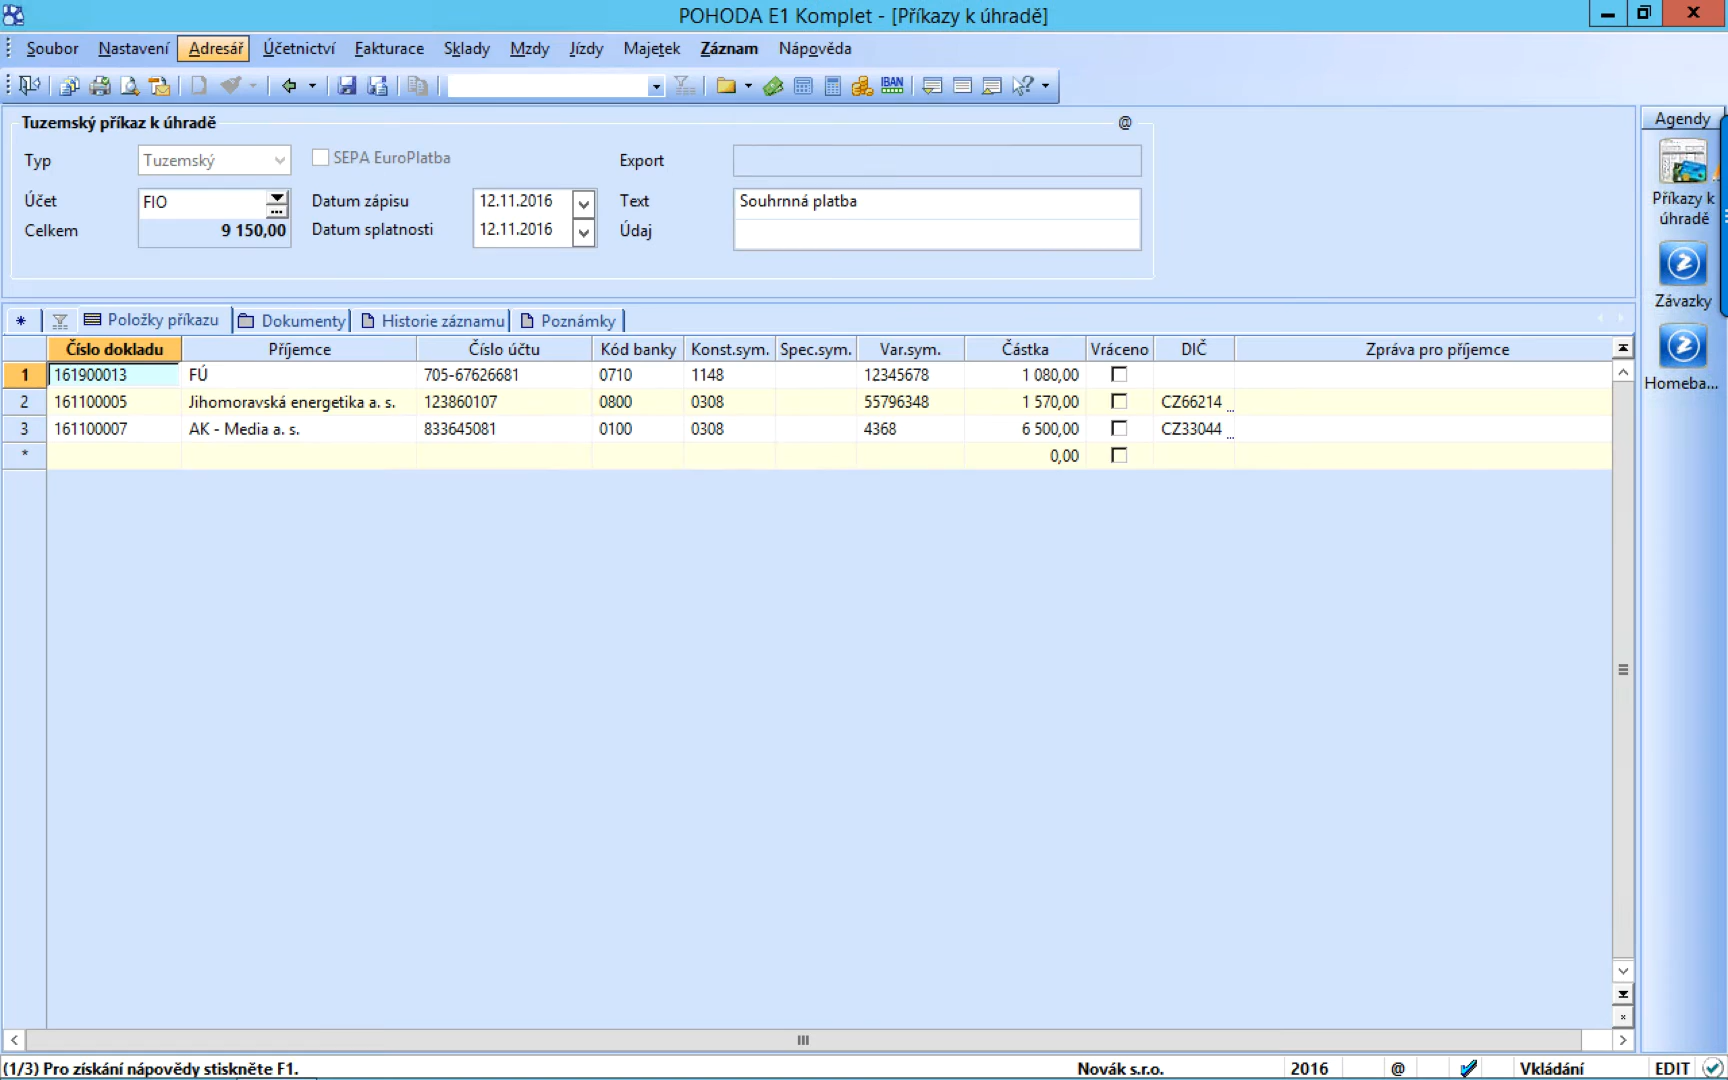 POHODA E1 Komplet - [Příkazy k úhradě]
Soubor Nastavení Adresář Účetnictví Fakturace Sklady Mzdy Jízdy Majetek Záznam Nápověda
IBAN
Tuzemský příkaz k úhradě @
Typ Tuzemský SEPA EuroPlatba Export
Účet FIO Datum zápisu 12.11.2016 Text Souhrnná platba
Celkem 9 150,00 Datum splatnosti 12.11.2016 Údaj
* Položky příkazu Dokumenty Historie záznamu Poznámky
Číslo dokladu Příjemce Číslo účtu Kód banky Konst.sym. Spec.sym. Var.sym. Částka Vráceno DIČ Zpráva pro příjemce
1 161900013 FÚ 705-67626681 0710 1148 12345678 1 080,00
2 161100005 Jihomoravská energetika a. s. 123860107 0800 0308 55796348 1 570,00 CZ66214 ...
3 161100007 AK - Media a. s. 833645081 0100 0308 4368 6 500,00 CZ33044 ...
* 0,00
Agendy
Příkazy k
úhradě
Závazky
Homeba...
(1/3) Pro získání nápovědy stiskněte F1. Novák s.r.o. 2016 @ Vkládání EDIT